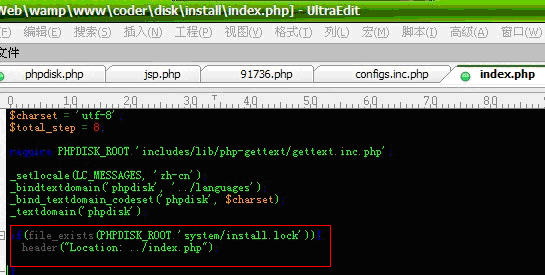 Web\wamp\www\coder\disk\install\index.php] - UltraEdit
(F) 编辑(E) 搜索(S) 插入(N) 工程(P) 视图(V) 格式(T) 列(L) 宏(M) 脚本(I) 高级(A) 窗口(W)
文件
phpdisk.php jsp.php 91736.php configs.inc.php index.php
0 10 20 30 40 50 60 70 80
$charset = 'utf-8'
$total_step = 8
require PHPDISK_ROOT.'includes/lib/php-gettext/gettext.inc.php'
_setlocale(LC_MESSAGES, 'zh-cn')
_bindtextdomain('phpdisk', '../languages')
_bind_textdomain_codeset('phpdisk', $charset)
_textdomain('phpdisk')
if(file_exists(PHPDISK_ROOT.'system/install.lock'))
header("Location: ../index.php")